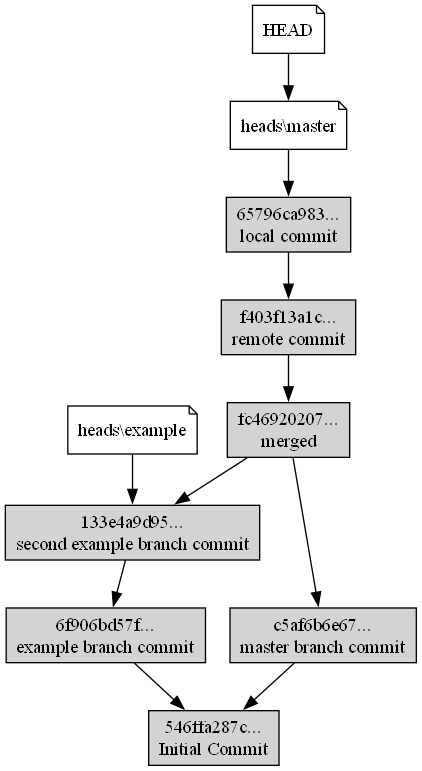 HEAD
heads\master
65796ca983...
local commit
f403f13a1c...
remote commit
fc46920207...
merged
heads\example
133e4a9d95...
second example branch commit
6f906bd57f...
example branch commit
c5af6b6e67...
master branch commit
546ffa287c...
Initial Commit